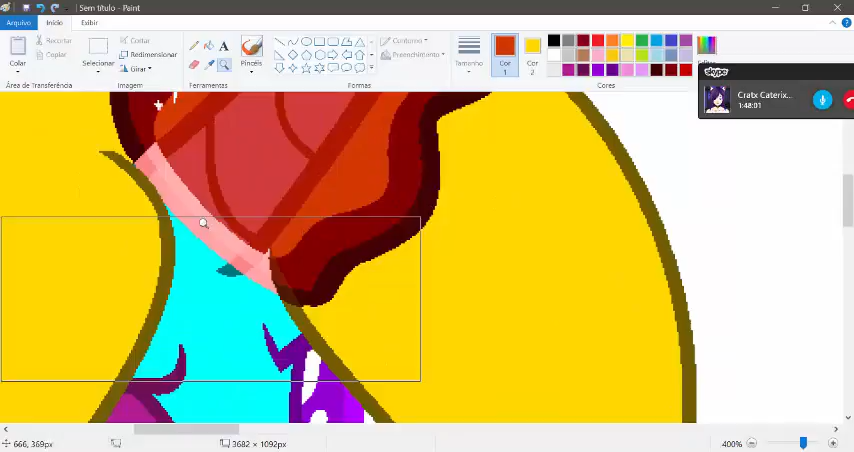 Sem título - Paint
Arquivo
Início
Exibir
Colar
Recortar
Copiar
Área de Transferência
Selecionar
Cortar
Redimensionar
Girar
Imagem
A
Ferramentas
Pincéis
Contorno
Preenchimento
Formas
Tamanho
Cor
1
Cor
2
Cores
skype
Cratx Caterix...
1:48:01
666, 369px
3682 × 1092px
400%